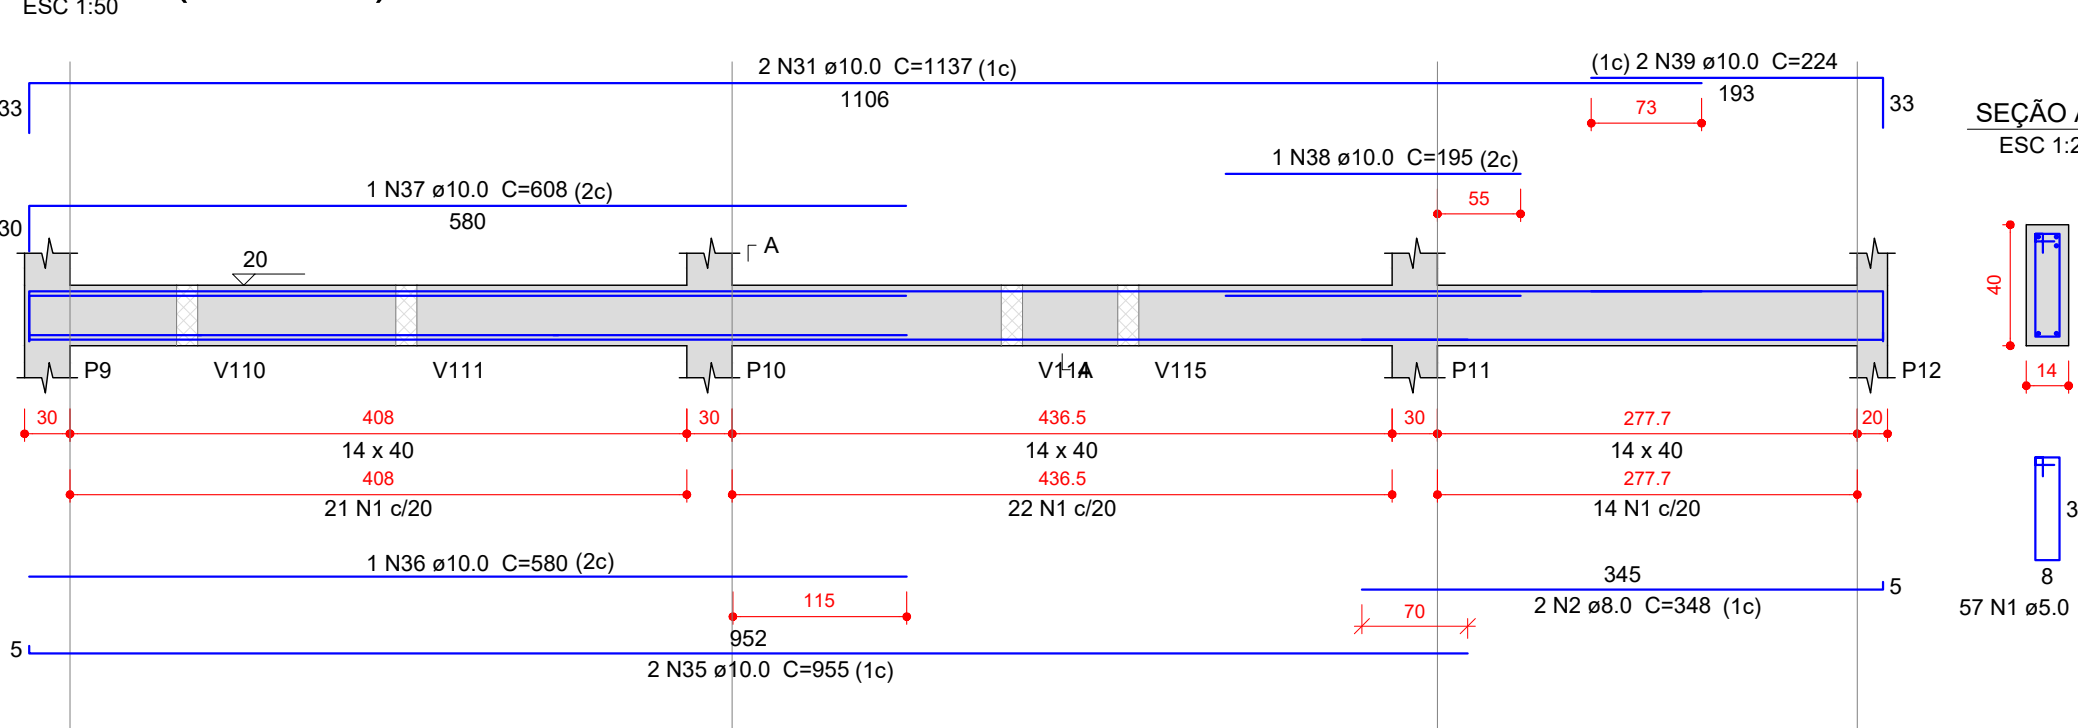 ESC 1:50
2 N31 ø10.0 C=1137 (1c)
1106
33
(1c) 2 N39 ø10.0 C=224
193
33
73
1 N38 ø10.0 C=195 (2c)
55
1 N37 ø10.0 C=608 (2c)
580
30
SEÇÃO
ESC 1:2
A
20
40
14
P9
V110
V111
P10
A
V115
P11
P12
30
408
30
436.5
30
277.7
20
14 x 40
14 x 40
14 x 40
408
436.5
277.7
21 N1 c/20
22 N1 c/20
14 N1 c/20
1 N36 ø10.0 C=580 (2c)
115
952
5
2 N35 ø10.0 C=955 (1c)
345
5
2 N2 ø8.0 C=348 (1c)
70
3
8
57 N1 ø5.0